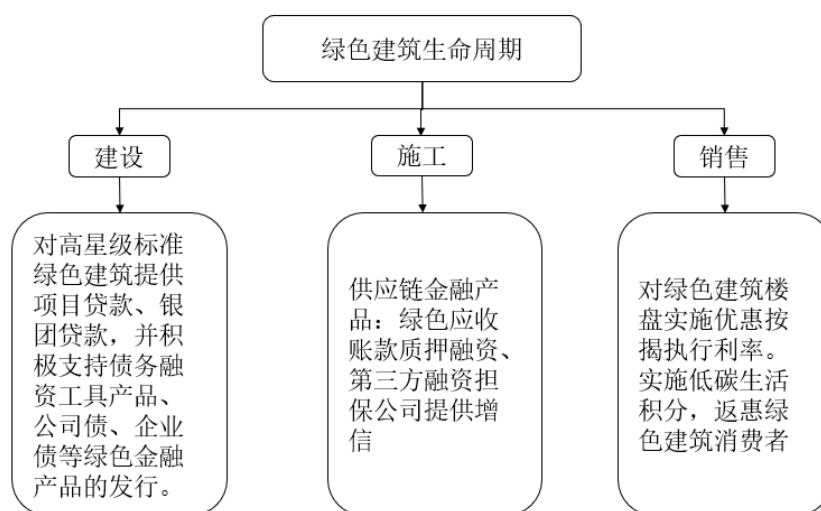 绿色建筑生命周期
建设
施工
销售
对高星级标准
绿色建筑提供
项目贷款、银
团贷款，并积
极支持债务融
资工具产品、
公司债、企业
债等绿色金融
产品的发行。
供应链金融产
品：绿色应收
账款质押融资、
第三方融资担
保公司提供增
信
对绿色建筑楼
盘实施优惠按
揭执行利率。
实施低碳生活
积分，返惠绿
色建筑消费者